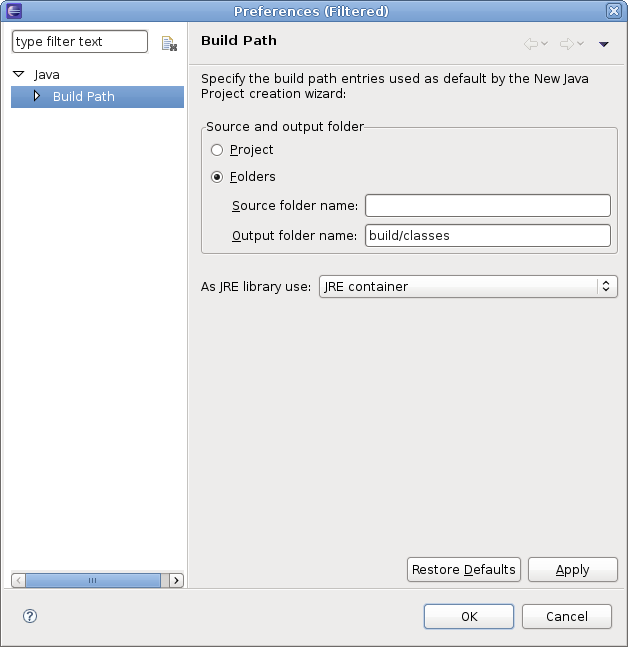 Preferences (Filtered)
type filter text
Java
Build Path
Build Path
Specify the build path entries used as default by the New Java
Project creation wizard:
Source and output folder
Project
Folders
Source folder name:
Output folder name: build/classes
As JRE library use: JRE container
Restore Defaults Apply
OK Cancel